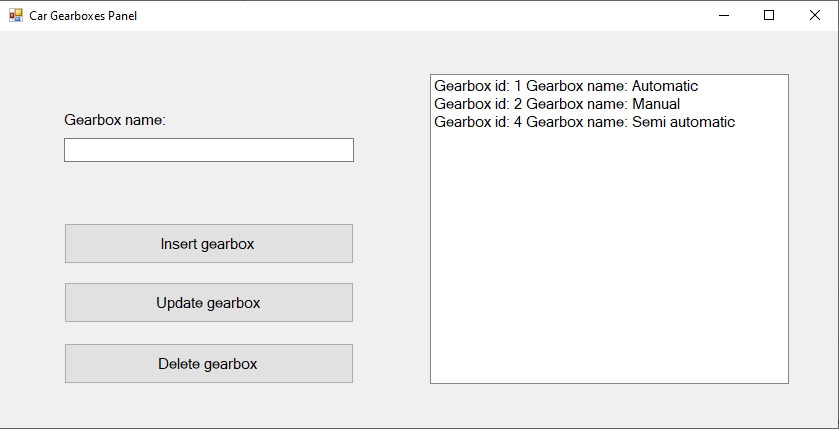 Car Gearboxes Panel
Gearbox name:
Insert gearbox
Update gearbox
Delete gearbox
Gearbox id: 1 Gearbox name: Automatic
Gearbox id: 2 Gearbox name: Manual
Gearbox id: 4 Gearbox name: Semi automatic